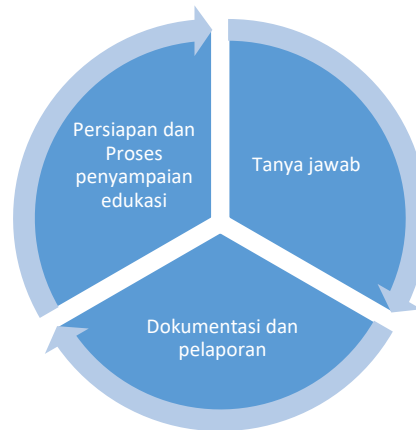 Persiapan dan
Proses
penyampaian
edukasi
Tanya jawab
Dokumentasi dan
pelaporan